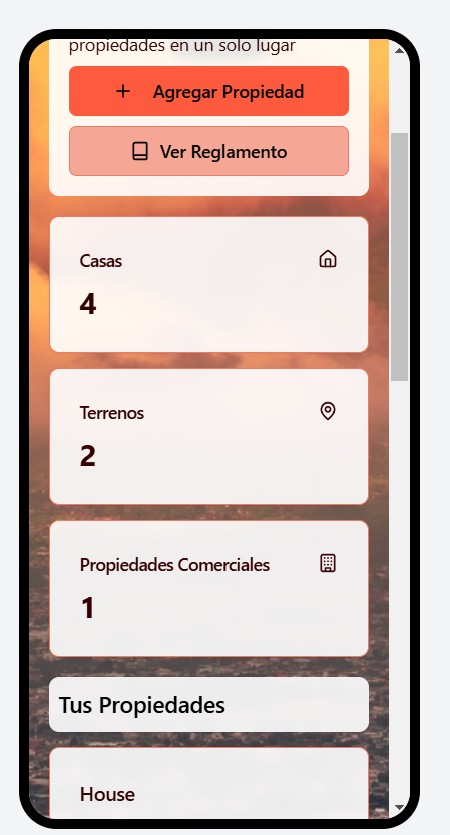 propiedades en un solo lugar
Agregar Propiedad
Ver Reglamento
Casas
4
Terrenos
2
Propiedades Comerciales
1
Tus Propiedades
House